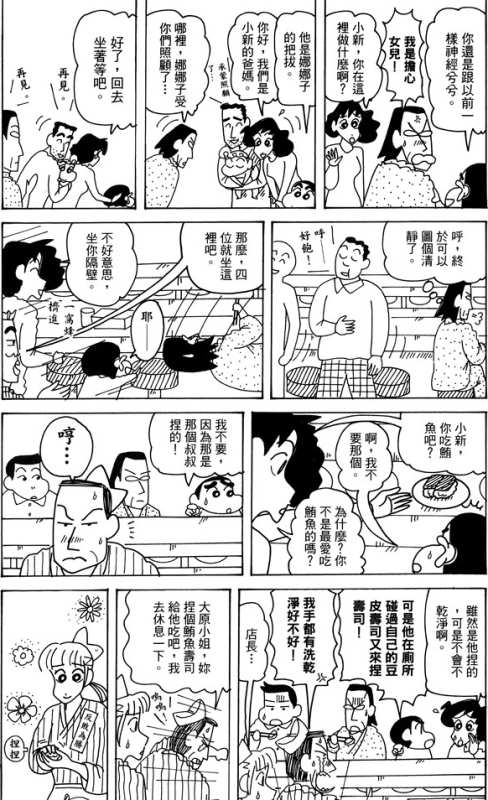 你還是跟以前一
樣神經兮兮。
我是擔心
女兒！
小新，你在這
裡做什麼啊？
他是娜娜子
的把拔。
你好，我們是
小新的爸媽。
承蒙照顧
哪裡，娜娜子受
你們照顧了…
再見。
再見。
好了，回去
坐著等吧。
呼，終
於可以
圖個清
靜了。
呼
好飽！
那麼，四
位就坐這
裡吧。
耶—
窩蜂
擠進
不好意思，
坐你隔壁。
小新，
你吃鮪
魚吧？
啊，我不
要那個。
為什麼？你
不是最愛吃
鮪魚的嗎？
我不要，
因為那是
那個叔叔
捏的！
哼…
雖然是他捏的
，可是不會不
乾淨啊。
可是他在廁所
碰過自己的豆
皮壽司又來捏
壽司！
我手都有洗乾
淨好不好！
店長…
大原小姐，妳
捏個鮪魚壽司
給他吃吧，我
去休息一下。
嗚
嗚
反敗為勝
捏捏